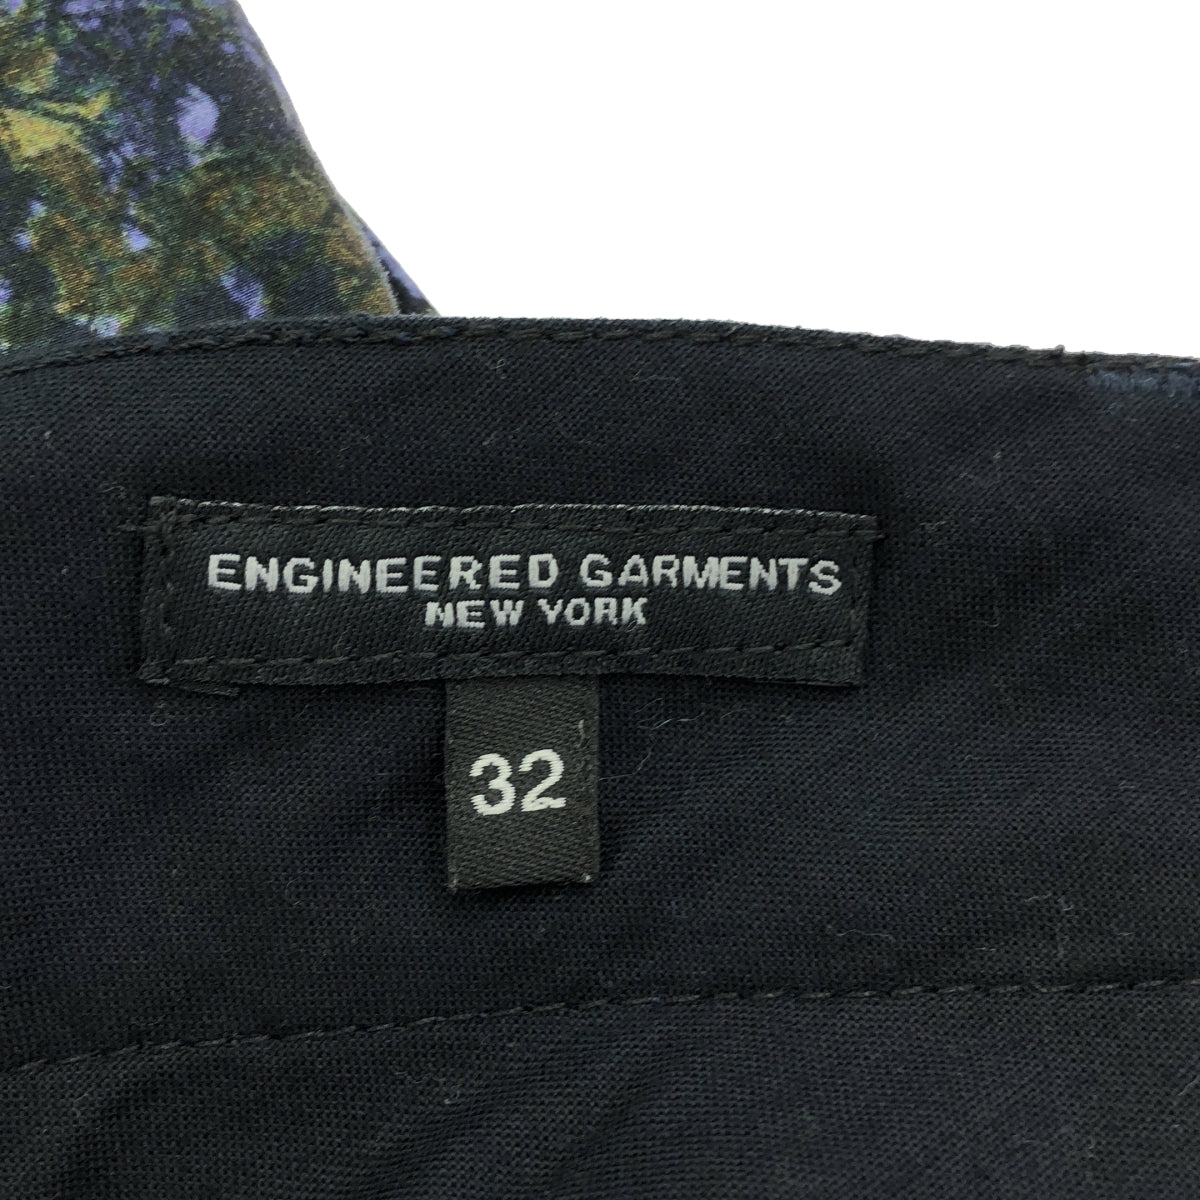 ENGINEERED GARMENTS
NEW YORK
32